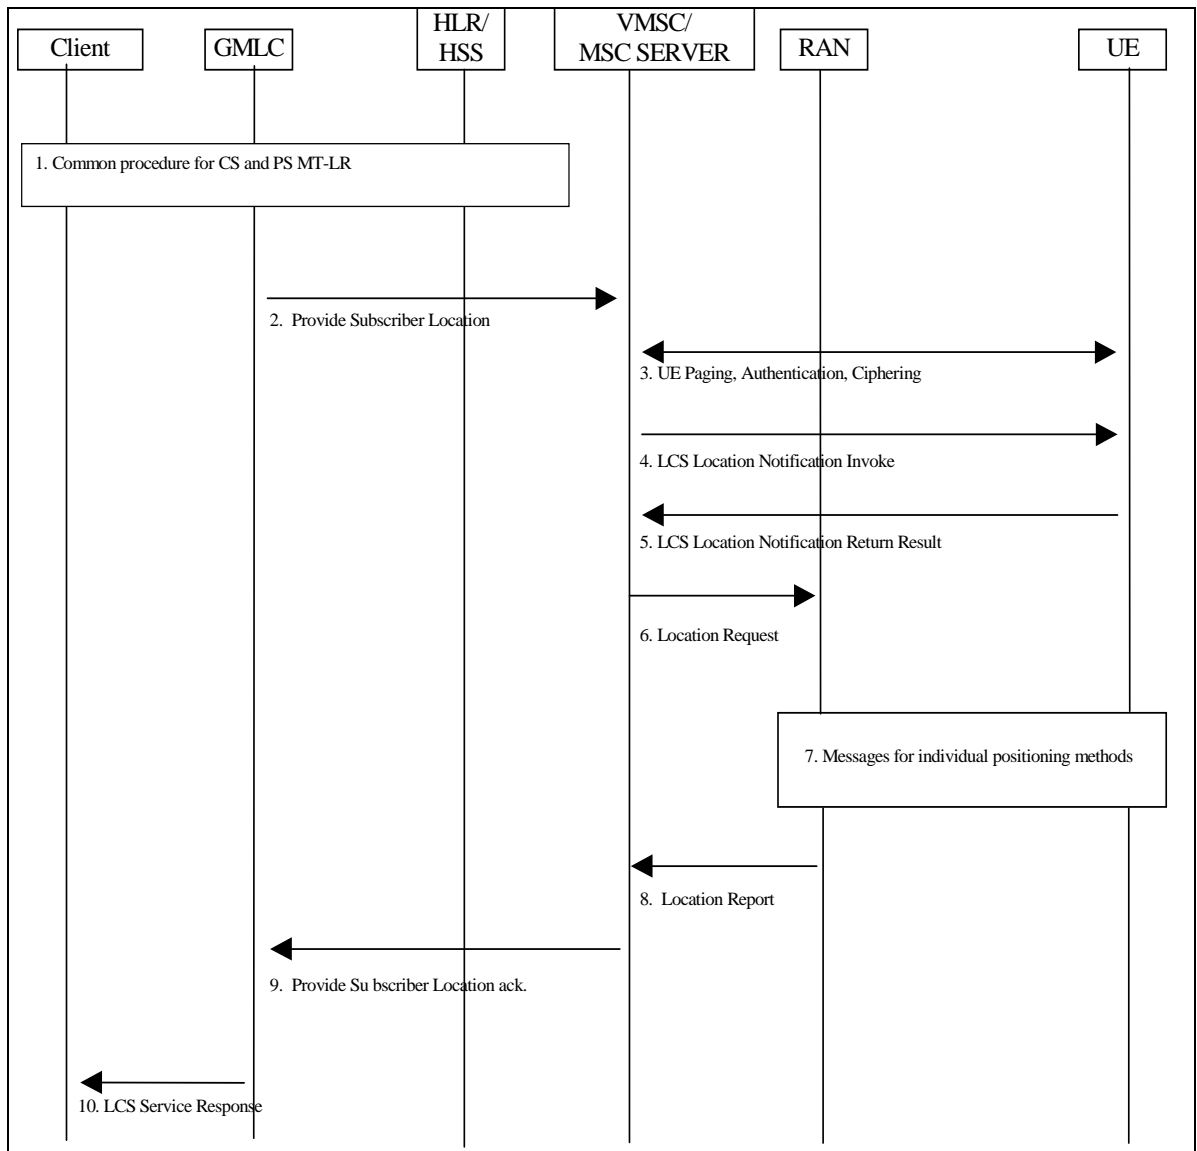 Client
GMLC
HLR/
HSS
VMSC/
MSC SERVER
RAN
UE
1. Common procedure for CS and PS MT-LR
2. Provide Subscriber Location
3. UE Paging, Authentication, Ciphering
4. LCS Location Notification Invoke
5. LCS Location Notification Return Result
6. Location Request
7. Messages for individual positioning methods
8. Location Report
9. Provide Su bscriber Location ack.
10. LCS Service Response